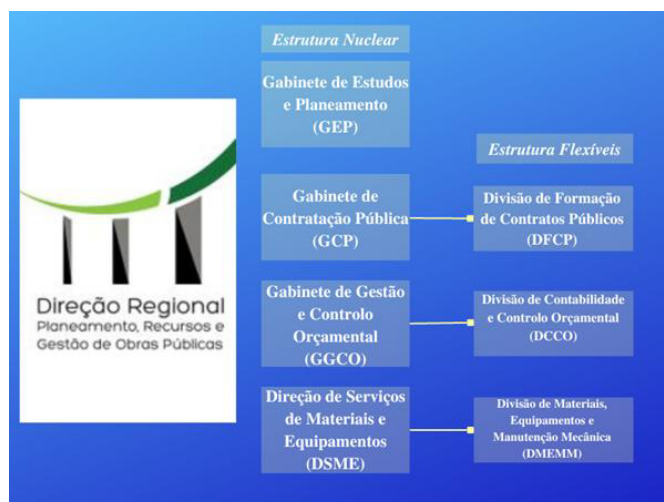 Estrutura Nuclear
Gabinete de Estudos
e Planeamento
(GEP)
Estrutura Flexíveis
Gabinete de
Contratação Pública
(GCP)
Divisão de Formação
de Contratos Públicos
(DFCP)
Gabinete de Gestão
e Controlo
Orçamental
(GGCO)
Divisão de Contabilidade
e Controlo Orçamental
(DCCO)
Direção de Serviços
de Materiais e
Equipamentos
(DSME)
Divisão de Materiais,
Equipamentos e
Manutenção Mecânica
(DMEMM)
Direção Regional
Planeamento, Recursos e
Gestão de Obras Públicas